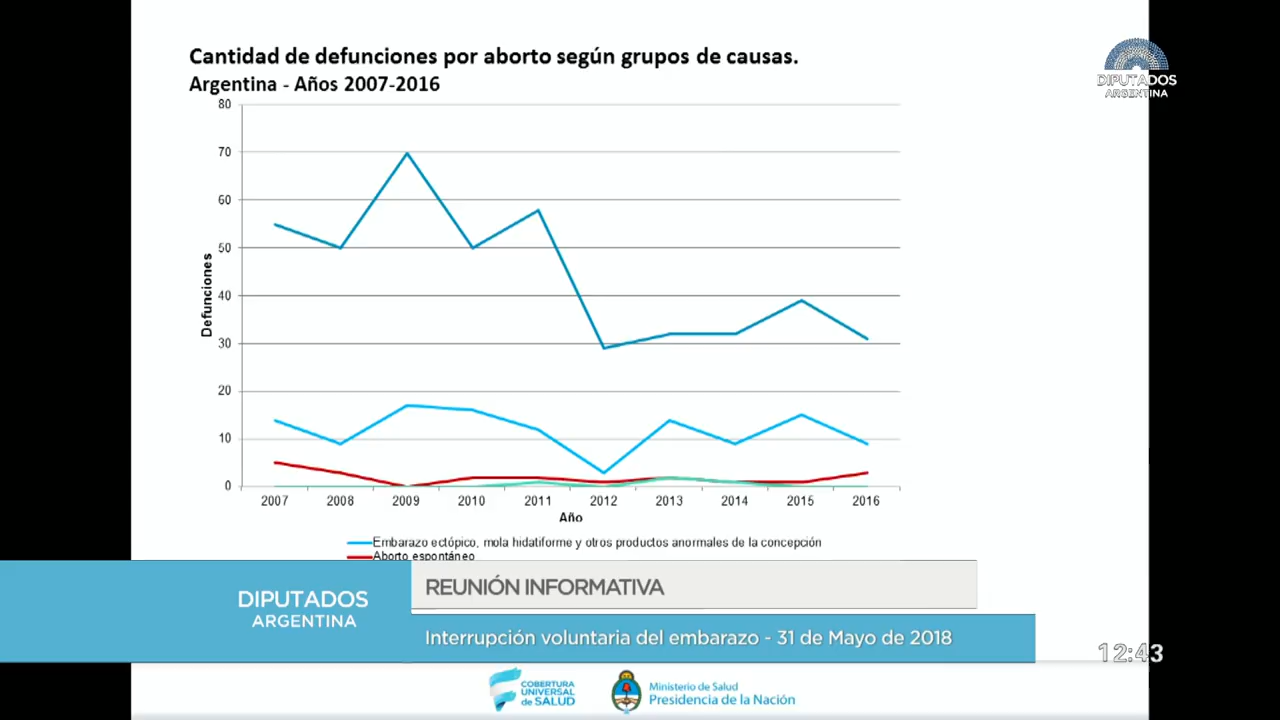 Cantidad de defunciones por aborto según grupos de causas.
Argentina - Años 2007-2016
DIPUTADOS
ARGENTINA
80
70
60
50
40
30
20
10
0
Defunciones
2007 2008 2009 2010 2011 2012 2013 2014 2015 2016
Año
Embarazo ectópico, mola hidatiforme y otros productos anormales de la concepción
Aborto espontáneo
DIPUTADOS
ARGENTINA
REUNIÓN INFORMATIVA
Interrupción voluntaria del embarazo - 31 de Mayo de 2018
12:43
COBERTURA
UNIVERSAL
de SALUD
Ministerio de Salud
Presidencia de la Nación